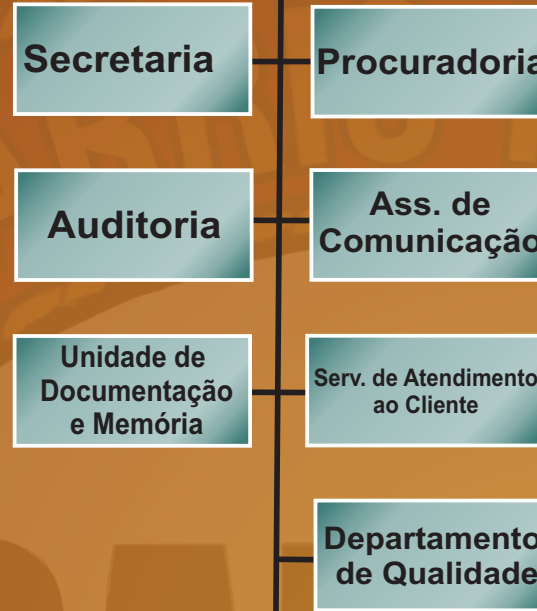 Secretaria
Procuradoria
Auditoria
Ass. de
Comunicação
Unidade de
Documentação
e Memória
Serv. de Atendimento
ao Cliente
Departamento
de Qualidade